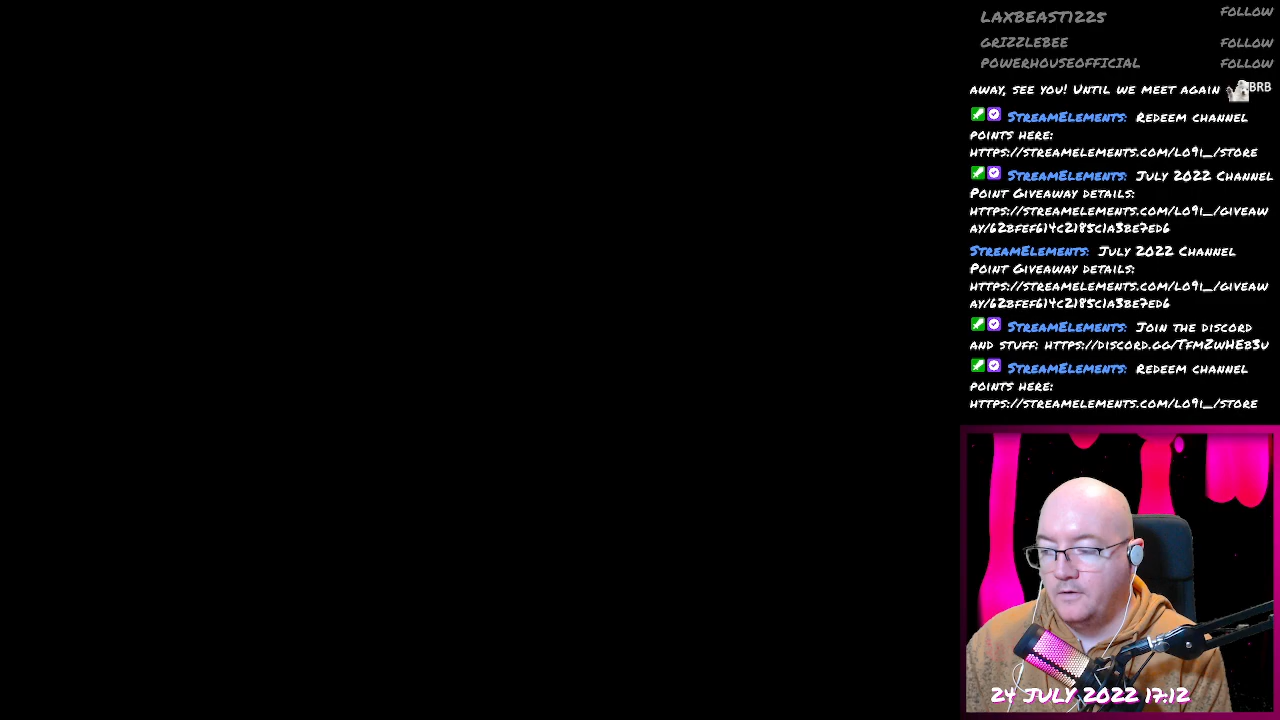 LAXBEAST1225 FOLLOW
GRIZZLEBEE FOLLOW
POWERHOUSEOFFICIAL FOLLOW
AWAY, SEE YOU! UNTIL WE MEET AGAIN BRB
STREAMELEMENTS: REDEEM CHANNEL
POINTS HERE:
HTTPS://STREAMELEMENTS.COM/LO9I_/STORE
STREAMELEMENTS: JULY 2022 CHANNEL
POINT GIVEAWAY DETAILS:
HTTPS://STREAMELEMENTS.COM/LO9I_/GIVEAW
AY/62BFEF614C2185C1A3BE7ED6
STREAMELEMENTS: JULY 2022 CHANNEL
POINT GIVEAWAY DETAILS:
HTTPS://STREAMELEMENTS.COM/LO9I_/GIVEAW
AY/62BFEF614C2185C1A3BE7ED6
STREAMELEMENTS: JOIN THE DISCORD
AND STUFF: HTTPS://DISCORD.GG/TFMZWHE83U
STREAMELEMENTS: REDEEM CHANNEL
POINTS HERE:
HTTPS://STREAMELEMENTS.COM/LO9I_/STORE
24 JULY 2022 17:12